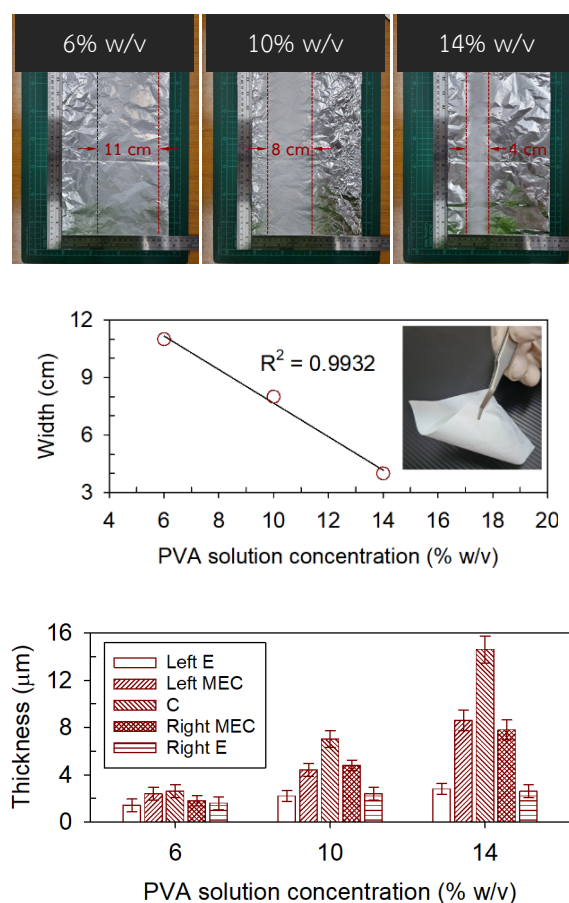 6% w/v 10% w/v 14% w/v
11 cm 8 cm 4 cm
12
9
6
3
Width (cm)
R² = 0.9932
4 6 8 10 12 14 16 18 20
PVA solution concentration (% w/v)
16
12
8
4
0
Thickness (μm)
Left E
Left MEC
C
Right MEC
Right E
6 10 14
PVA solution concentration (% w/v)